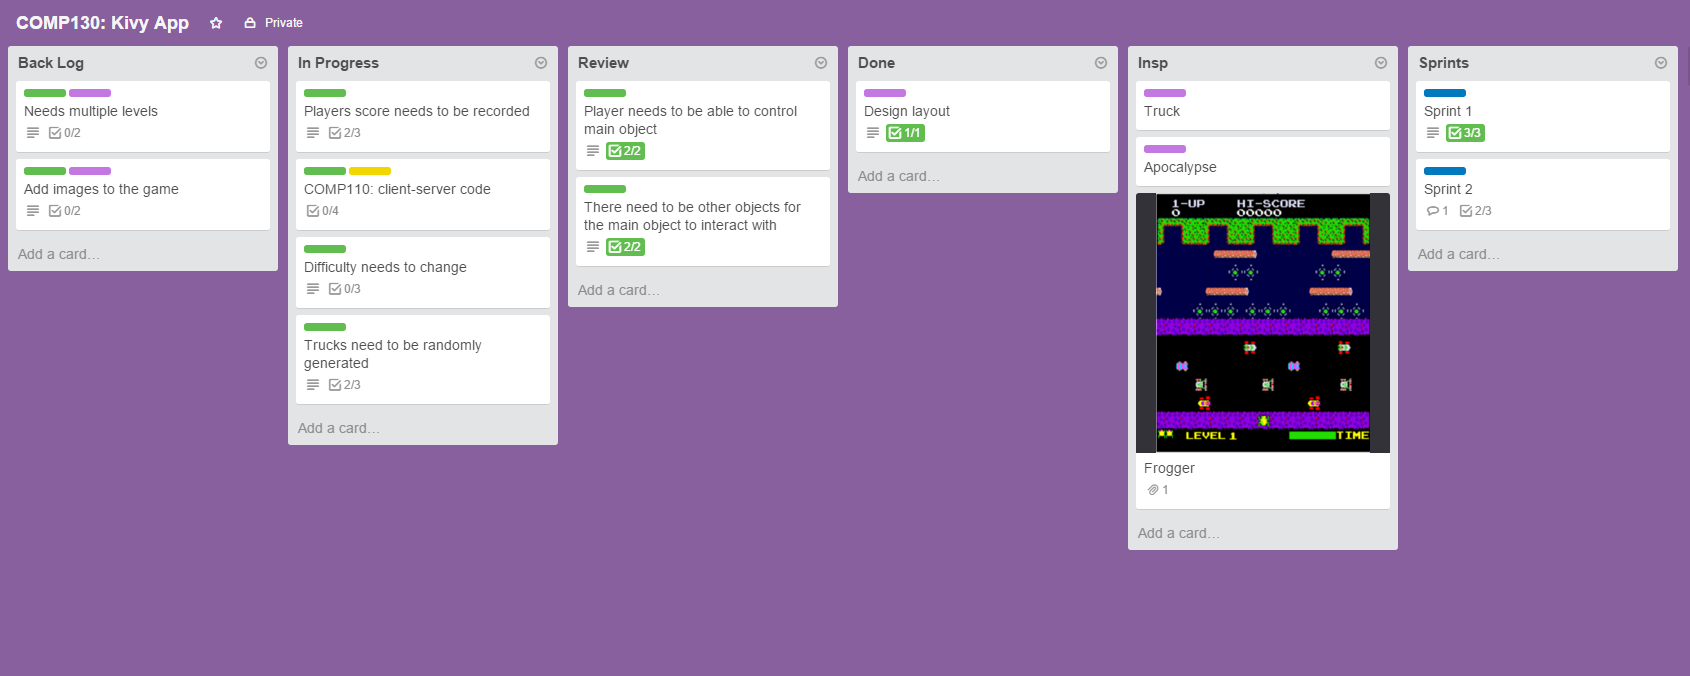 COMP130: Kivy App
Private
Back Log
Needs multiple levels
0/2
Add images to the game
0/2
Add a card…
In Progress
Players score needs to be recorded
2/3
COMP110: client-server code
0/4
Difficulty needs to change
0/3
Trucks need to be randomly
generated
2/3
Add a card…
Review
Player needs to be able to control
main object
2/2
There need to be other objects for
the main object to interact with
2/2
Add a card…
Done
Design layout
1/1
Add a card…
Insp
Truck
Apocalypse
1-UP HI-SCORE
0 00000
LEVEL 1 TIME
Frogger
1
Add a card…
Sprints
Sprint 1
3/3
Sprint 2
1 2/3
Add a card…